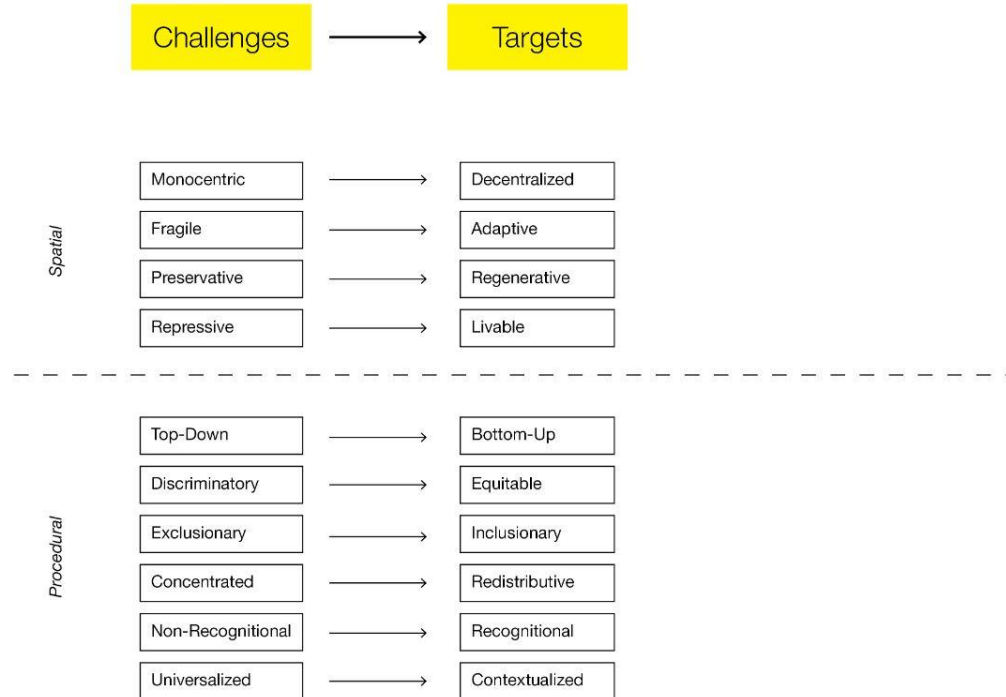 Challenges Targets
Spatial
Monocentric Decentralized
Fragile Adaptive
Preservative Regenerative
Repressive Livable
Procedural
Top-Down Bottom-Up
Discriminatory Equitable
Exclusionary Inclusionary
Concentrated Redistributive
Non-Recognitional Recognitional
Universalized Contextualized